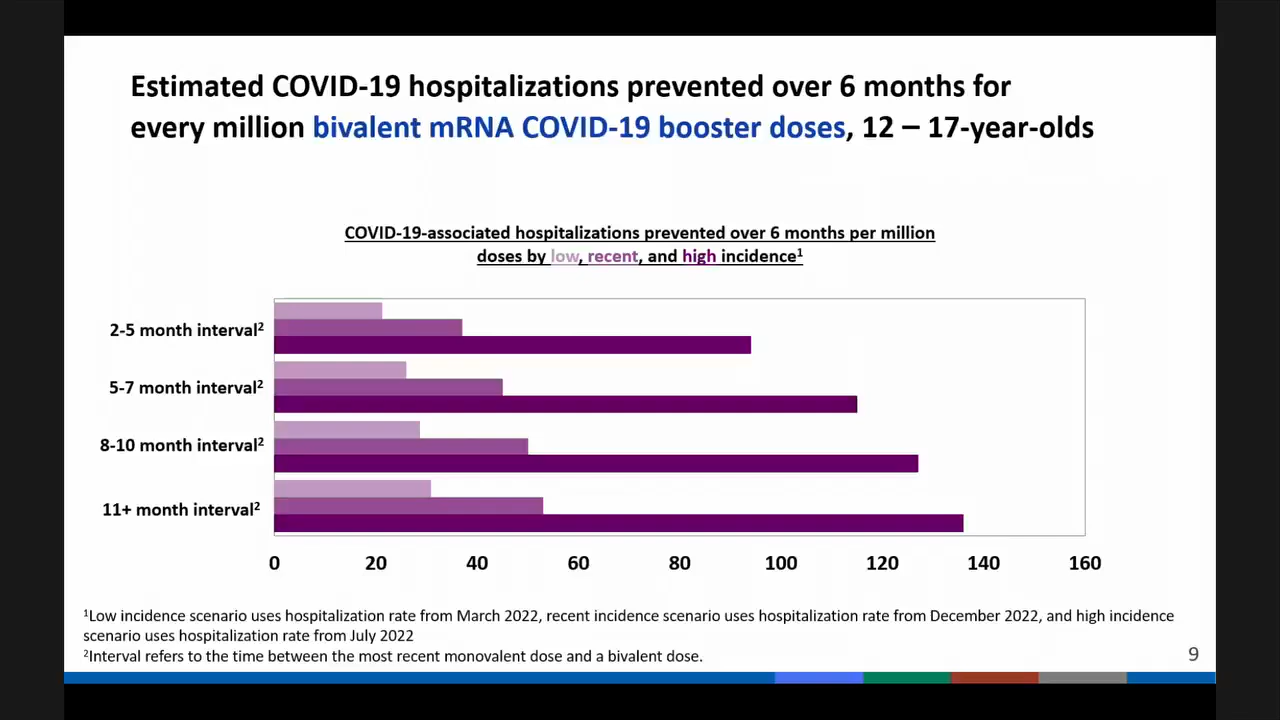 Estimated COVID-19 hospitalizations prevented over 6 months for
every million bivalent mRNA COVID-19 booster doses, 12 – 17-year-olds
COVID-19-associated hospitalizations prevented over 6 months per million
doses by low, recent, and high incidence¹
2-5 month interval²
5-7 month interval²
8-10 month interval²
11+ month interval²
0 20 40 60 80 100 120 140 160
¹Low incidence scenario uses hospitalization rate from March 2022, recent incidence scenario uses hospitalization rate from December 2022, and high incidence
scenario uses hospitalization rate from July 2022
²Interval refers to the time between the most recent monovalent dose and a bivalent dose.
9